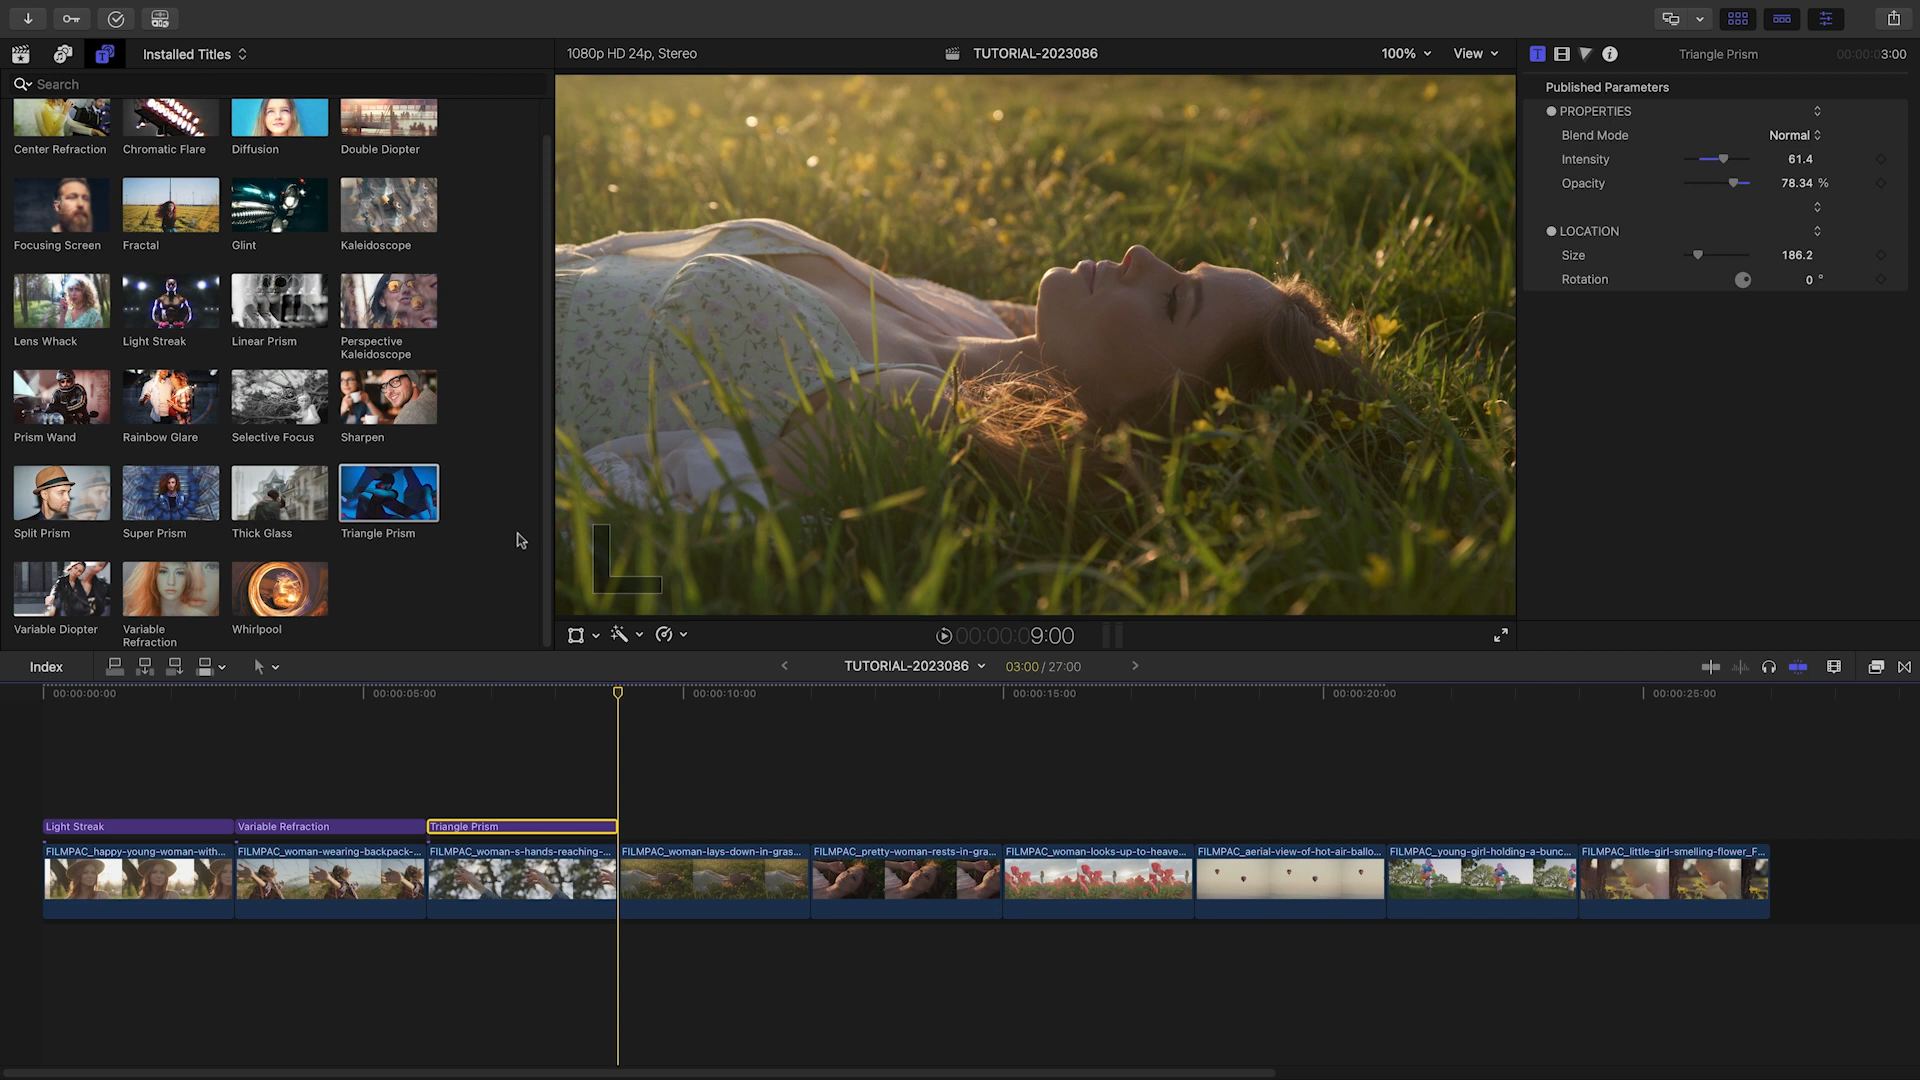 Installed Titles
1080p HD 24p, Stereo
TUTORIAL-2023086
100%
View
Triangle Prism
00:00:03:00
Search
Published Parameters
PROPERTIES
Blend Mode
Normal
Intensity
61.4
Opacity
78.34 %
LOCATION
Size
186.2
Rotation
0 °
Center Refraction
Chromatic Flare
Diffusion
Double Diopter
Focusing Screen
Fractal
Glint
Kaleidoscope
Lens Whack
Light Streak
Linear Prism
Perspective
Kaleidoscope
Prism Wand
Rainbow Glare
Selective Focus
Sharpen
Split Prism
Super Prism
Thick Glass
Triangle Prism
Variable Diopter
Variable
Refraction
Whirlpool
00:00:09:00
Index
TUTORIAL-2023086
03:00 / 27:00
00:00:00:00
00:00:05:00
00:00:10:00
00:00:15:00
00:00:20:00
00:00:25:00
Light Streak
Variable Refraction
Triangle Prism
FILMPAC_happy-young-woman-with...
FILMPAC_woman-wearing-backpack-...
FILMPAC_woman-s-hands-reaching-...
FILMPAC_woman-lays-down-in-gras...
FILMPAC_pretty-woman-rests-in-gra...
FILMPAC_woman-looks-up-to-heave...
FILMPAC_aerial-view-of-hot-air-ballo...
FILMPAC_young-girl-holding-a-bunc...
FILMPAC_little-girl-smelling-flower_F...